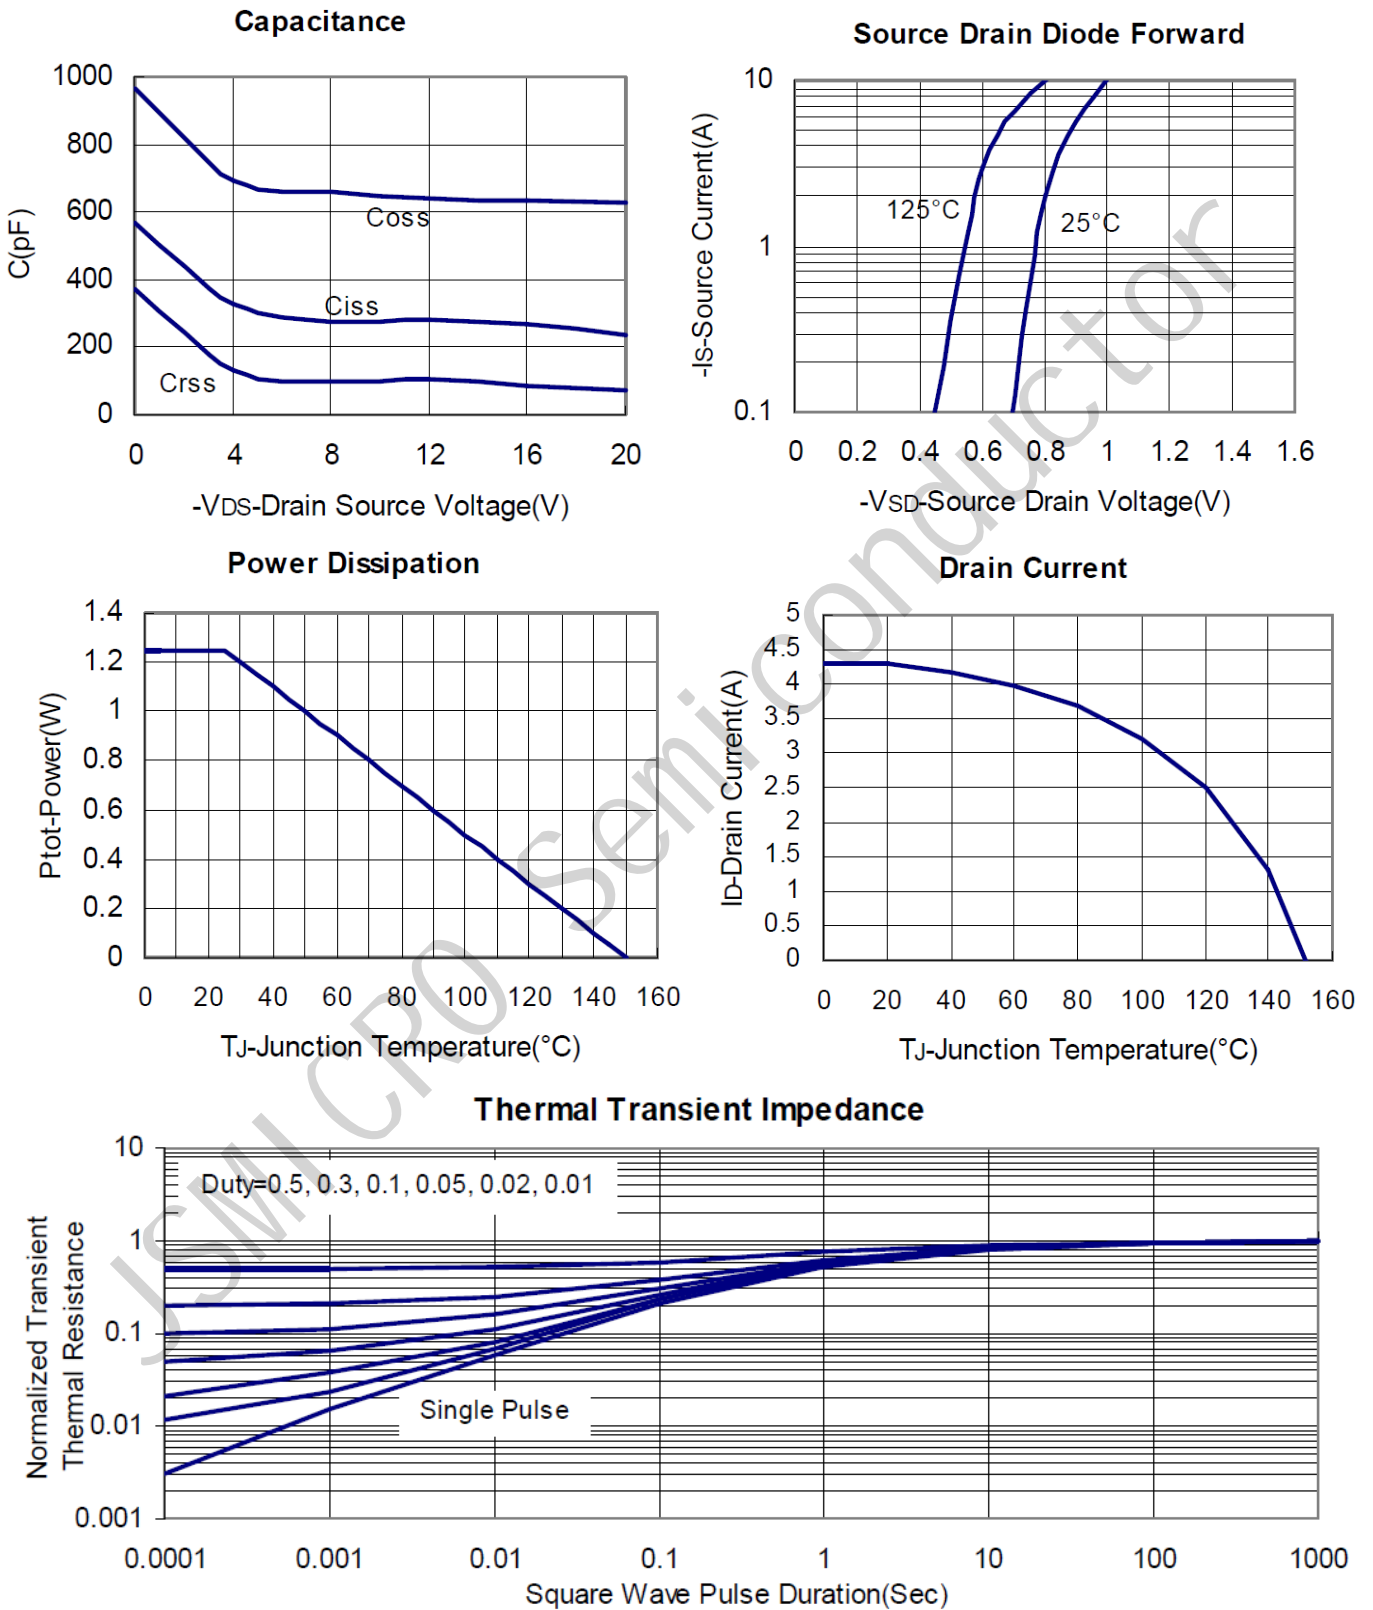 Capacitance
1000
800
600
400
200
0
C(pF)
Coss
Ciss
Crss
0 4 8 12 16 20
-VDS-Drain Source Voltage(V)
Source Drain Diode Forward
10
1
0.1
-IS-Source Current(A)
125°C
25°C
0 0.2 0.4 0.6 0.8 1 1.2 1.4 1.6
-VSD-Source Drain Voltage(V)
Power Dissipation
1.4
1.2
1
0.8
0.6
0.4
0.2
0
Ptot-Power(W)
0 20 40 60 80 100 120 140 160
TJ-Junction Temperature(°C)
Drain Current
5
4.5
4
3.5
3
2.5
2
1.5
1
0.5
0
ID-Drain Current(A)
0 20 40 60 80 100 120 140 160
TJ-Junction Temperature(°C)
Thermal Transient Impedance
10
1
0.1
0.01
0.001
Normalized Transient
Thermal Resistance
Duty=0.5, 0.3, 0.1, 0.05, 0.02, 0.01
Single Pulse
0.0001 0.001 0.01 0.1 1 10 100 1000
Square Wave Pulse Duration(Sec)
JSMICRO Semiconductor